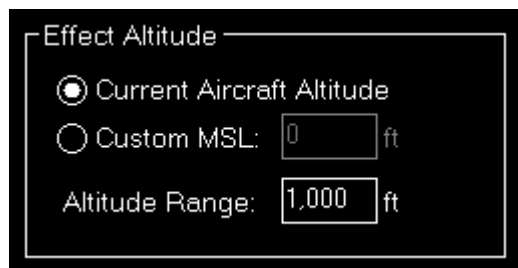 Effect Altitude
Current Aircraft Altitude
Custom MSL: 0 ft
Altitude Range: 1,000 ft